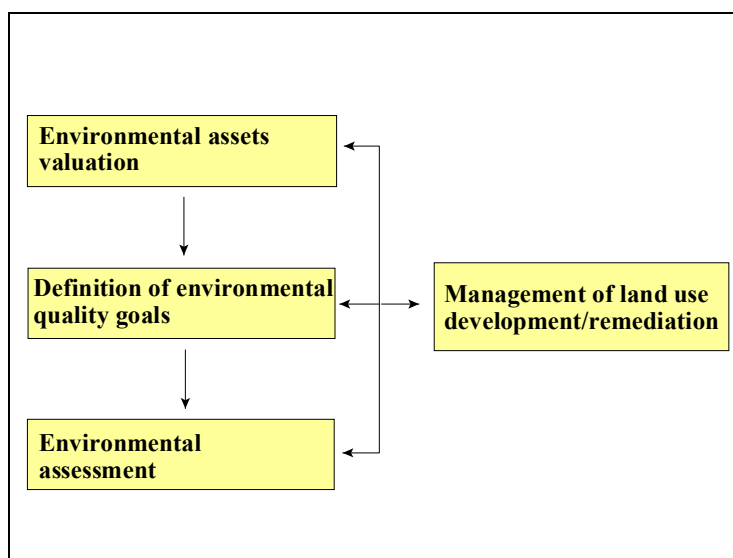 Environmental assets
valuation
Definition of environmental
quality goals
Management of land use
development/remediation
Environmental
assessment